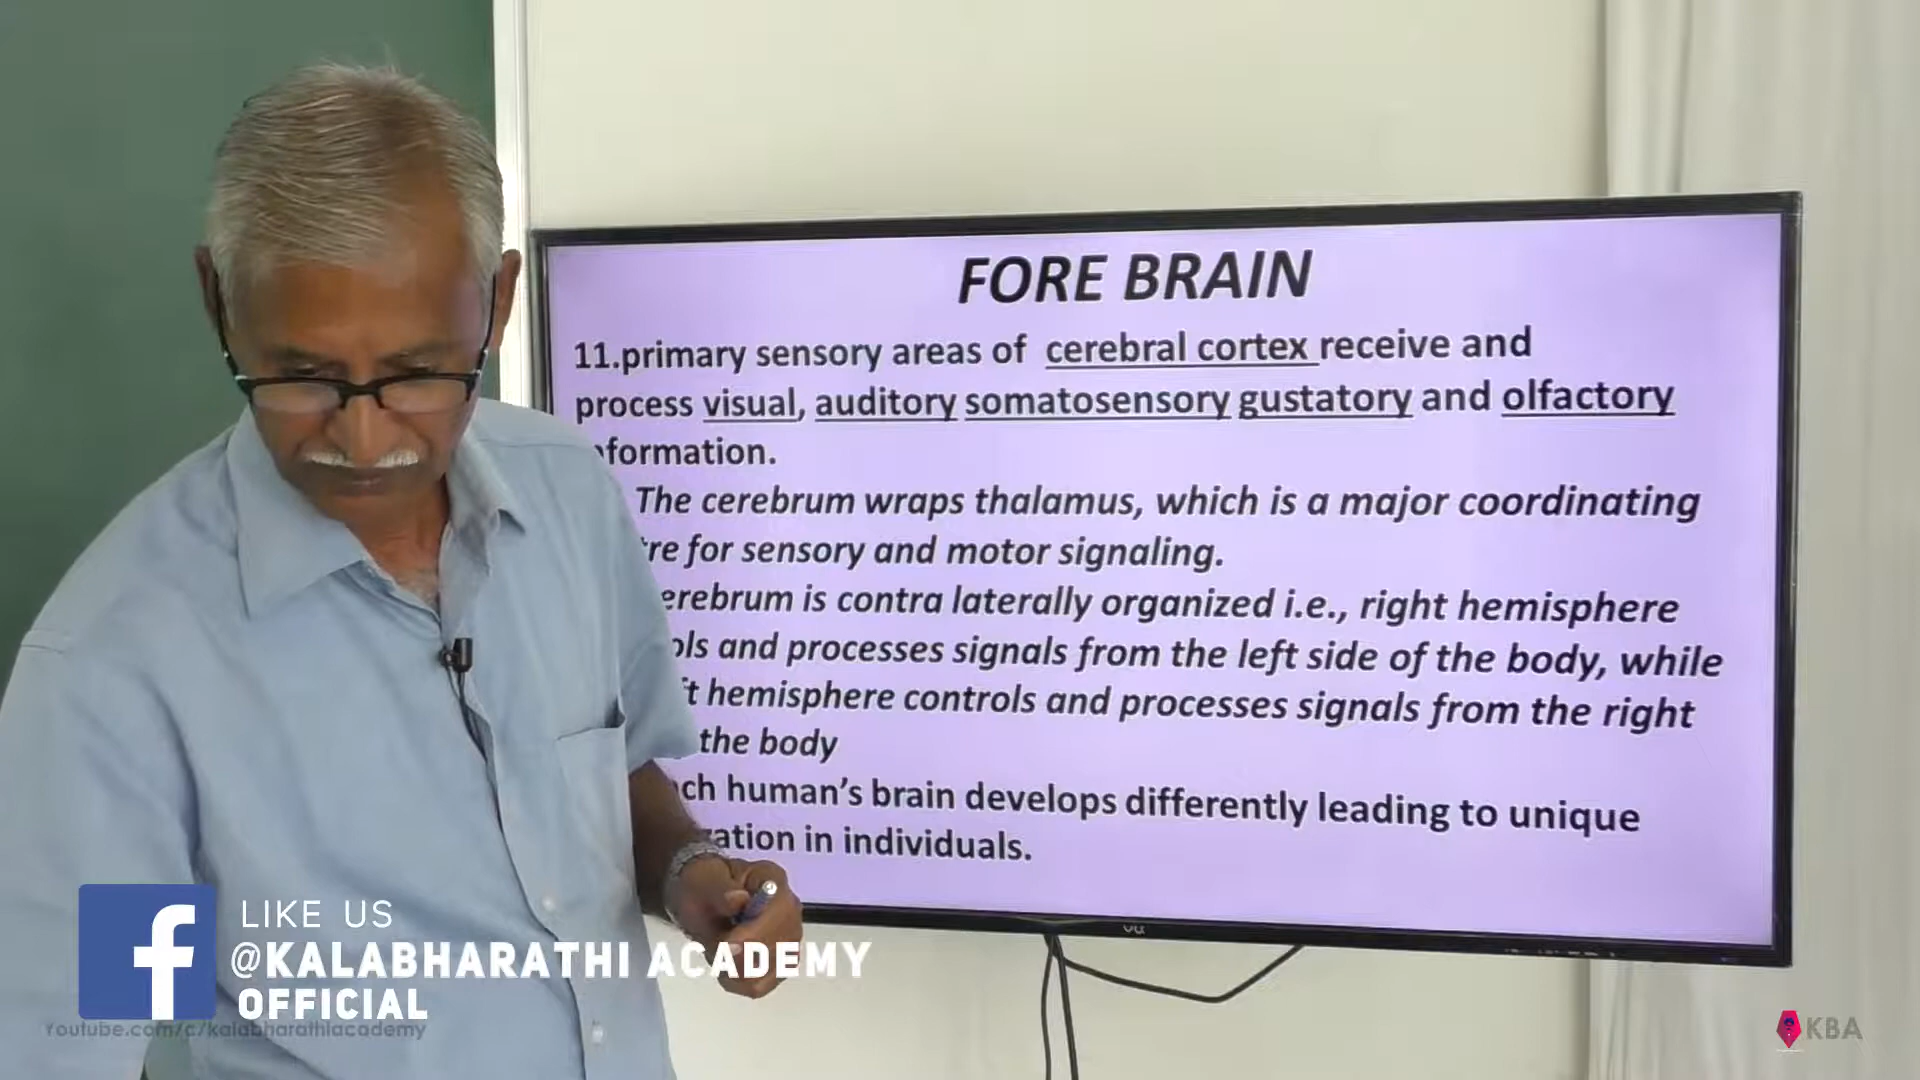 FORE BRAIN
11.primary sensory areas of cerebral cortex receive and
process visual, auditory somatosensory gustatory and olfactory
formation.
The cerebrum wraps thalamus, which is a major coordinating
for sensory and motor signaling.
is contra laterally organized i.e., right hemisphere
and processes signals from the left side of the body, while
hemisphere controls and processes signals from the right
the body
human's brain develops differently leading to unique
in individuals.
LIKE US
@KALABHARATHI ACADEMY
OFFICIAL
Youtube.com/c/kalabharathiacademy
KBA